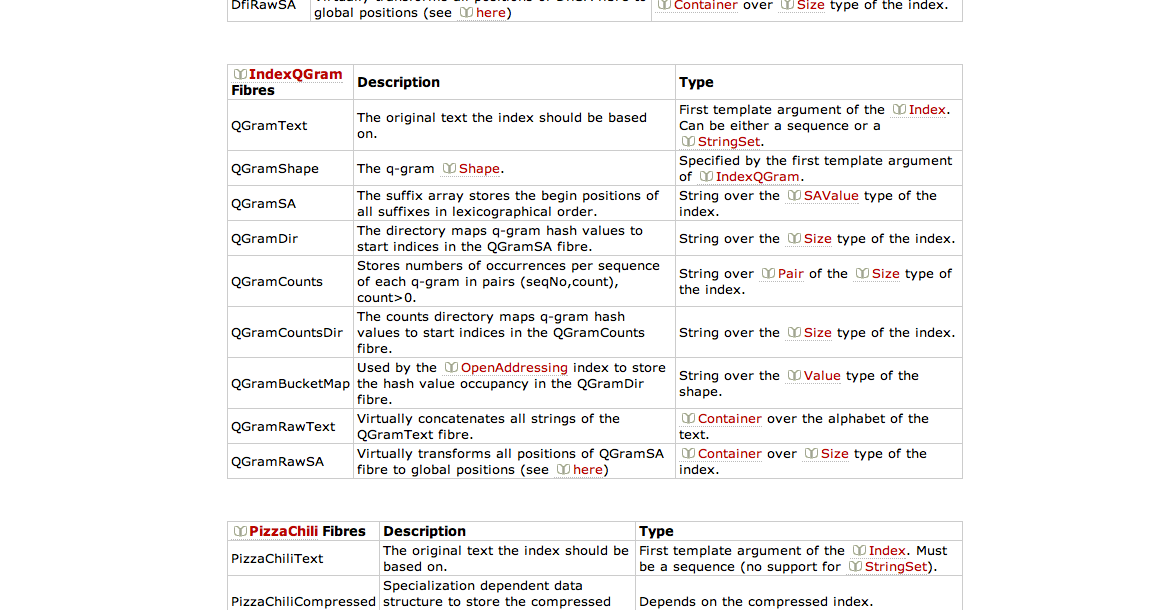 DfiRawSA
global positions (see here)
Container over Size type of the index.
IndexQGram
Fibres
Description
Type
QGramText
The original text the index should be based
on.
First template argument of the Index.
Can be either a sequence or a
StringSet.
QGramShape
The q-gram Shape.
Specified by the first template argument
of IndexQGram.
QGramSA
The suffix array stores the begin positions of
all suffixes in lexicographical order.
String over the SAValue type of the
index.
QGramDir
The directory maps q-gram hash values to
start indices in the QGramSA fibre.
String over the Size type of the index.
QGramCounts
Stores numbers of occurrences per sequence
of each q-gram in pairs (seqNo,count),
count>0.
String over Pair of the Size type of
the index.
QGramCountsDir
The counts directory maps q-gram hash
values to start indices in the QGramCounts
fibre.
String over the Size type of the index.
QGramBucketMap
Used by the OpenAddressing index to store
the hash value occupancy in the QGramDir
fibre.
String over the Value type of the
shape.
QGramRawText
Virtually concatenates all strings of the
QGramText fibre.
Container over the alphabet of the
text.
QGramRawSA
Virtually transforms all positions of QGramSA
fibre to global positions (see here)
Container over Size type of the
index.
PizzaChili Fibres
Description
Type
PizzaChiliText
The original text the index should be
based on.
First template argument of the Index. Must
be a sequence (no support for StringSet).
PizzaChiliCompressed
Specialization dependent data
structure to store the compressed
Depends on the compressed index.